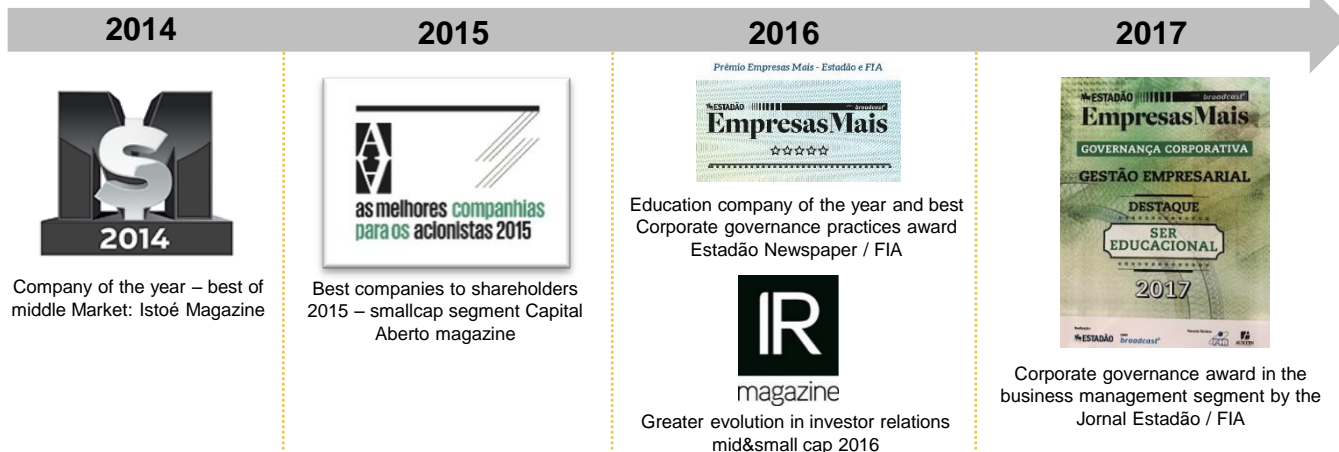 2014
2015
2016
2017
$
2014
Company of the year – best of
middle Market: Istoé Magazine
as melhores companhias
para os acionistas 2015
Best companies to shareholders
2015 – smallcap segment Capital
Aberto magazine
Prêmio Empresas Mais - Estadão e FIA
ESTADÃO broadcast
EmpresasMais
Education company of the year and best
Corporate governance practices award
Estadão Newspaper / FIA
IR
magazine
Greater evolution in investor relations
mid&small cap 2016
ESTADÃO broadcast
EmpresasMais
GOVERNANÇA CORPORATIVA
GESTÃO EMPRESARIAL
DESTAQUE
SER
EDUCACIONAL
2017
ESTADÃO broadcast
AUSTIN
Corporate governance award in the
business management segment by the
Jornal Estadão / FIA